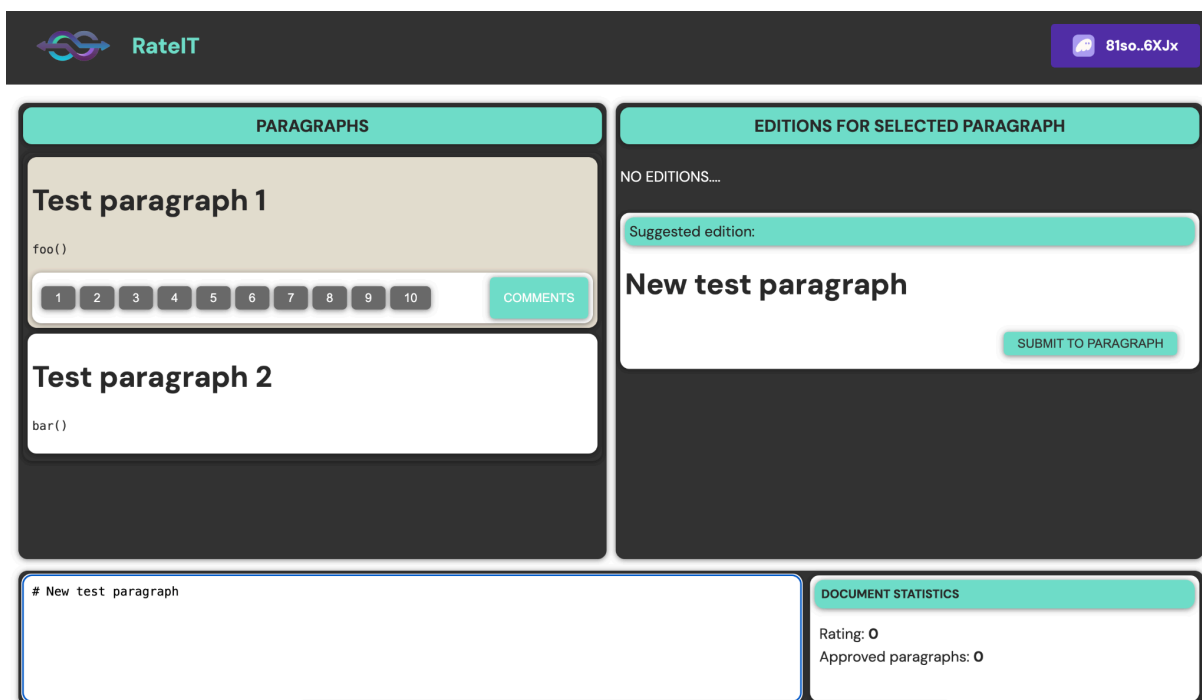 RateIT
81so..6XJx
PARAGRAPHS
Test paragraph 1
foo()
1 2 3 4 5 6 7 8 9 10
COMMENTS
Test paragraph 2
bar()
EDITIONS FOR SELECTED PARAGRAPH
NO EDITIONS....
Suggested edition:
New test paragraph
SUBMIT TO PARAGRAPH
# New test paragraph
DOCUMENT STATISTICS
Rating: 0
Approved paragraphs: 0